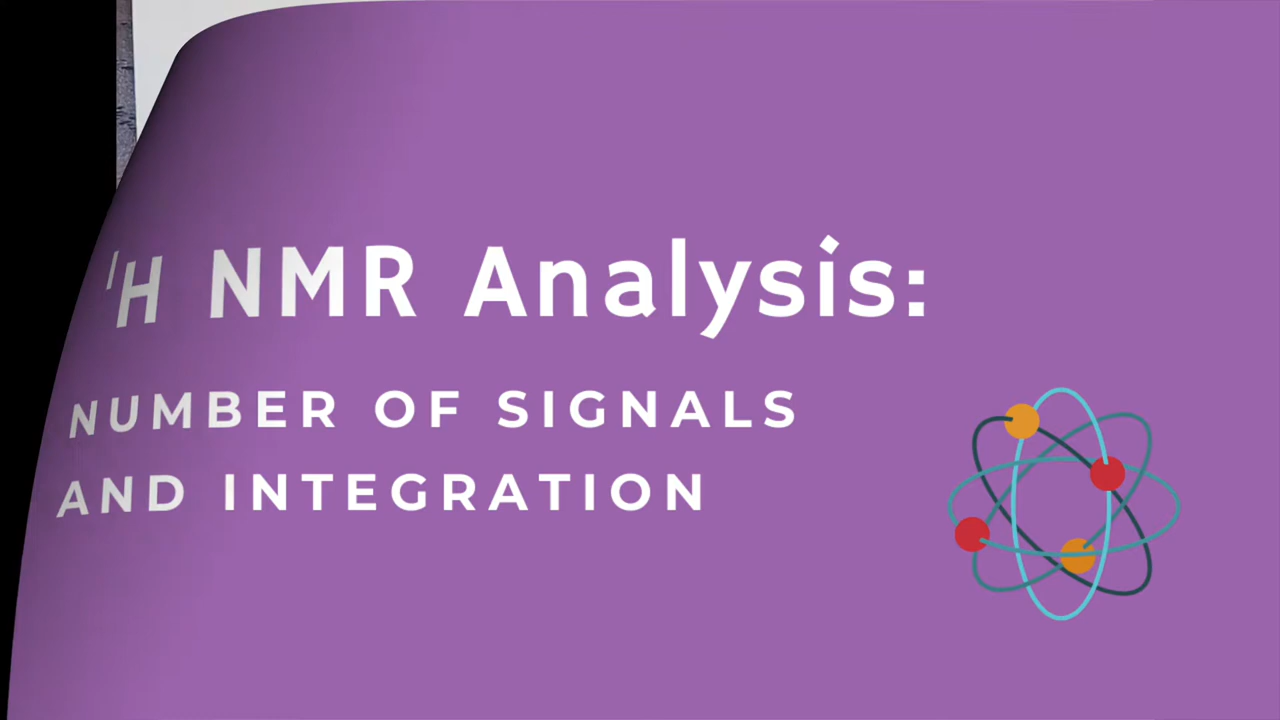 ¹H NMR Analysis:
NUMBER OF SIGNALS
AND INTEGRATION